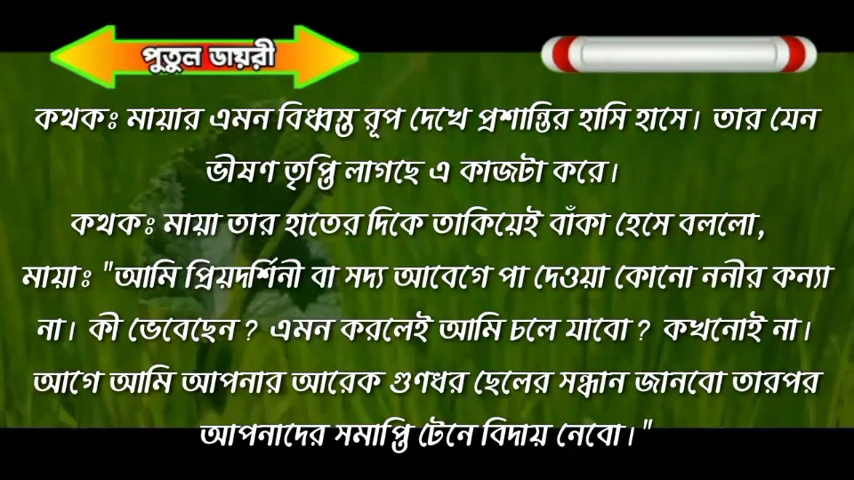 পুতুল ডায়রী
কথকঃ মায়ার এমন বিধ্বস্ত রূপ দেখে প্রশান্তির হাসি হাসে। তার যেন
ভীষণ তৃপ্তি লাগছে এ কাজটা করে।
কথকঃ মায়া তার হাতের দিকে তাকিয়েই বাঁকা হেসে বললো,
মায়াঃ "আমি প্রিয়দর্শিনী বা সদ্য আবেগে পা দেওয়া কোনো ননীর কন্যা
না। কী ভেবেছেন? এমন করলেই আমি চলে যাবো? কখনোই না।
আগে আমি আপনার আরেক গুণধর ছেলের সন্ধান জানবো তারপর
আপনাদের সমাপ্তি টেনে বিদায় নেবো।"